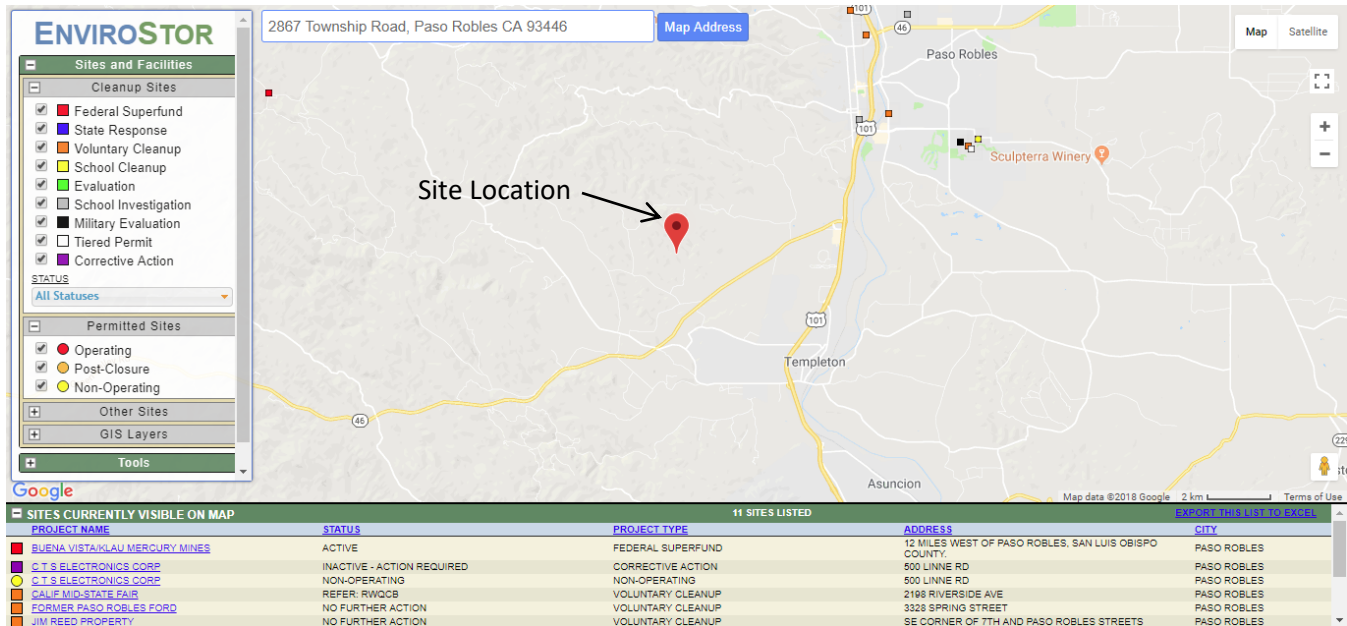 ENVIROSTOR
Sites and Facilities
Cleanup Sites
Federal Superfund
State Response
Voluntary Cleanup
School Cleanup
Evaluation
School Investigation
Military Evaluation
Tiered Permit
Corrective Action
STATUS
All Statuses
Permitted Sites
Operating
Post-Closure
Non-Operating
Other Sites
GIS Layers
Tools
2867 Township Road, Paso Robles CA 93446
Map Address
Map Satellite
101
46
Paso Robles
101
Sculpterra Winery
Site Location
101
Templeton
46
Asuncion
229
Google
Map data ©2018 Google 2 km Terms of Use
SITES CURRENTLY VISIBLE ON MAP 11 SITES LISTED EXPORT THIS LIST TO EXCEL
PROJECT NAME STATUS PROJECT TYPE ADDRESS CITY
BUENA VISTA/KLAU MERCURY MINES ACTIVE FEDERAL SUPERFUND 12 MILES WEST OF PASO ROBLES, SAN LUIS OBISPO COUNTY. PASO ROBLES
C T S ELECTRONICS CORP INACTIVE - ACTION REQUIRED CORRECTIVE ACTION 500 LINNE RD PASO ROBLES
C T S ELECTRONICS CORP NON-OPERATING NON-OPERATING 500 LINNE RD PASO ROBLES
CALIF MID-STATE FAIR REFER: RWQCB VOLUNTARY CLEANUP 2198 RIVERSIDE AVE PASO ROBLES
FORMER PASO ROBLES FORD NO FURTHER ACTION VOLUNTARY CLEANUP 3328 SPRING STREET PASO ROBLES
JIM REED PROPERTY NO FURTHER ACTION VOLUNTARY CLEANUP SE CORNER OF 7TH AND PASO ROBLES STREETS PASO ROBLES